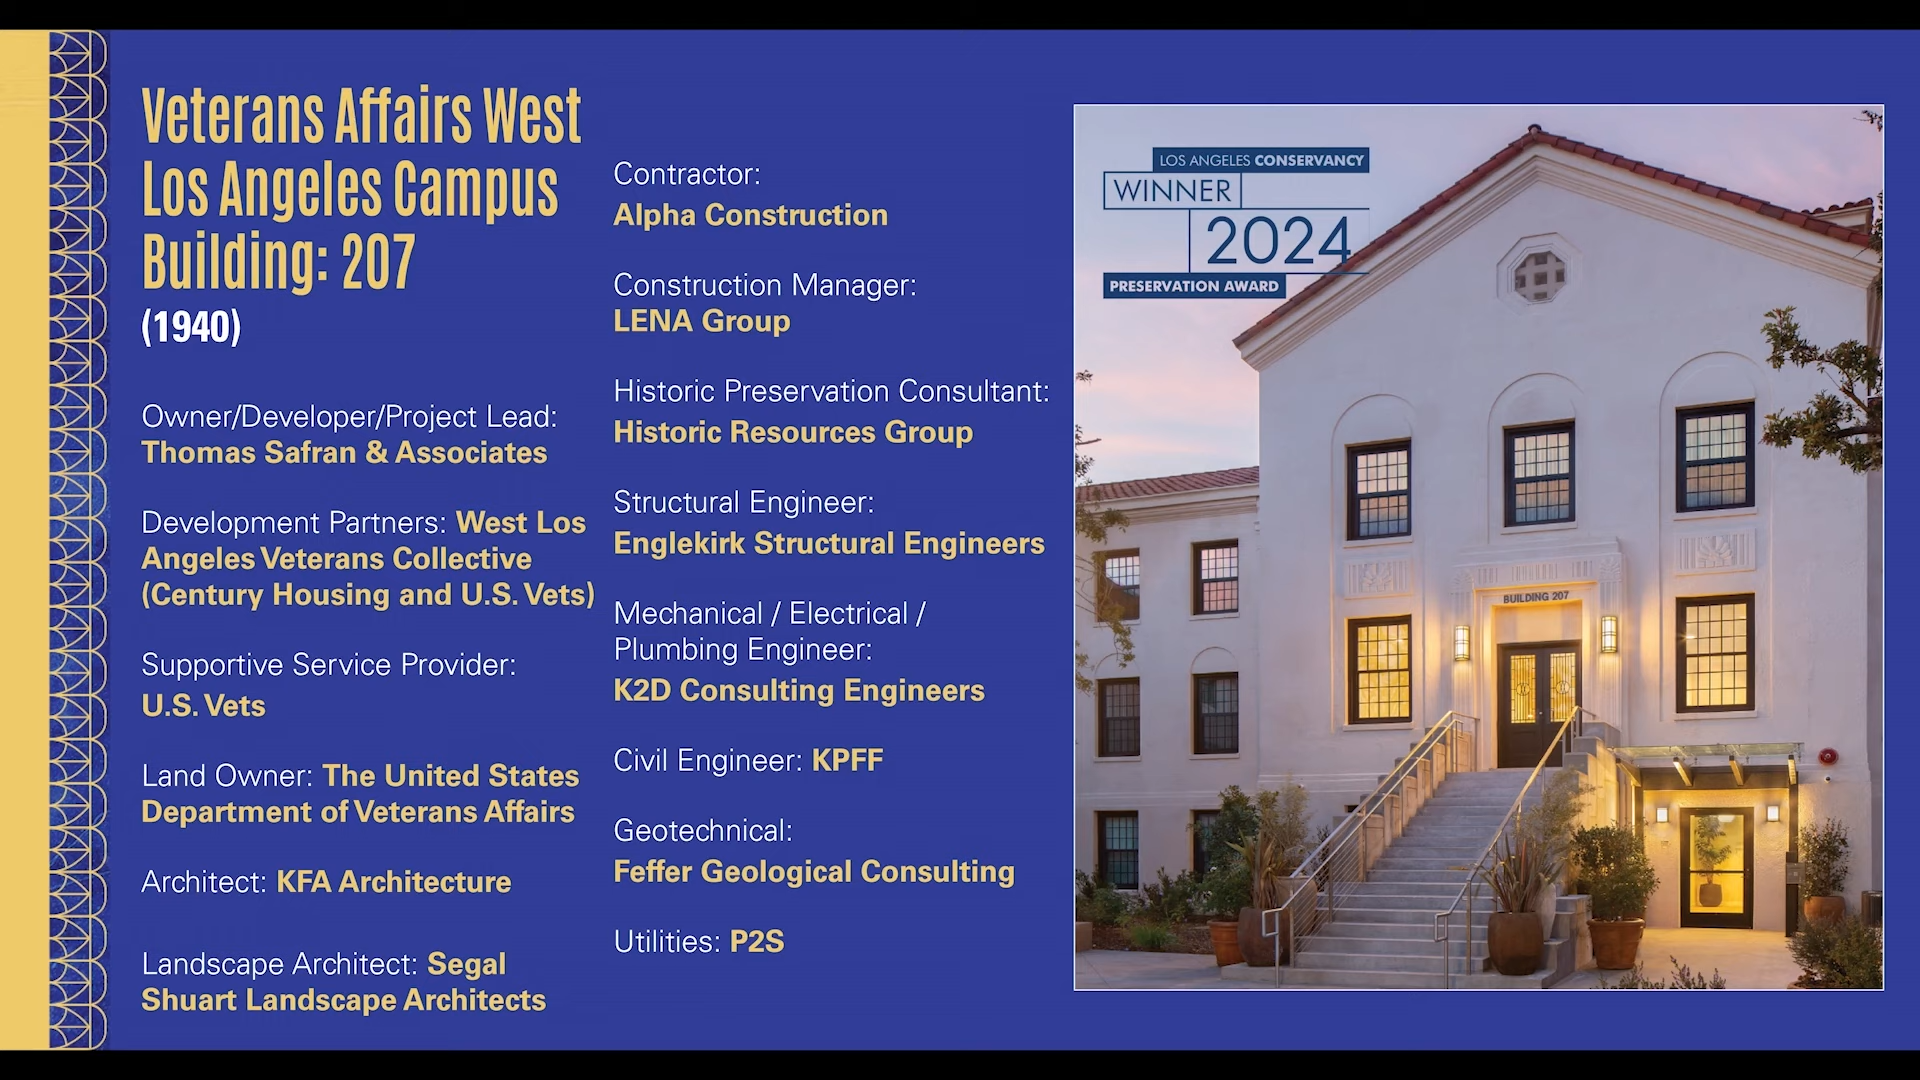 Veterans Affairs West
Los Angeles Campus
Building: 207
(1940)
Owner/Developer/Project Lead:
Thomas Safran & Associates
Development Partners: West Los
Angeles Veterans Collective
(Century Housing and U.S. Vets)
Supportive Service Provider:
U.S. Vets
Land Owner: The United States
Department of Veterans Affairs
Architect: KFA Architecture
Landscape Architect: Segal
Shuart Landscape Architects
Contractor:
Alpha Construction
Construction Manager:
LENA Group
Historic Preservation Consultant:
Historic Resources Group
Structural Engineer:
Englekirk Structural Engineers
Mechanical / Electrical /
Plumbing Engineer:
K2D Consulting Engineers
Civil Engineer: KPFF
Geotechnical:
Feffer Geological Consulting
Utilities: P2S
LOS ANGELES CONSERVANCY
WINNER
2024
PRESERVATION AWARD
BUILDING 207